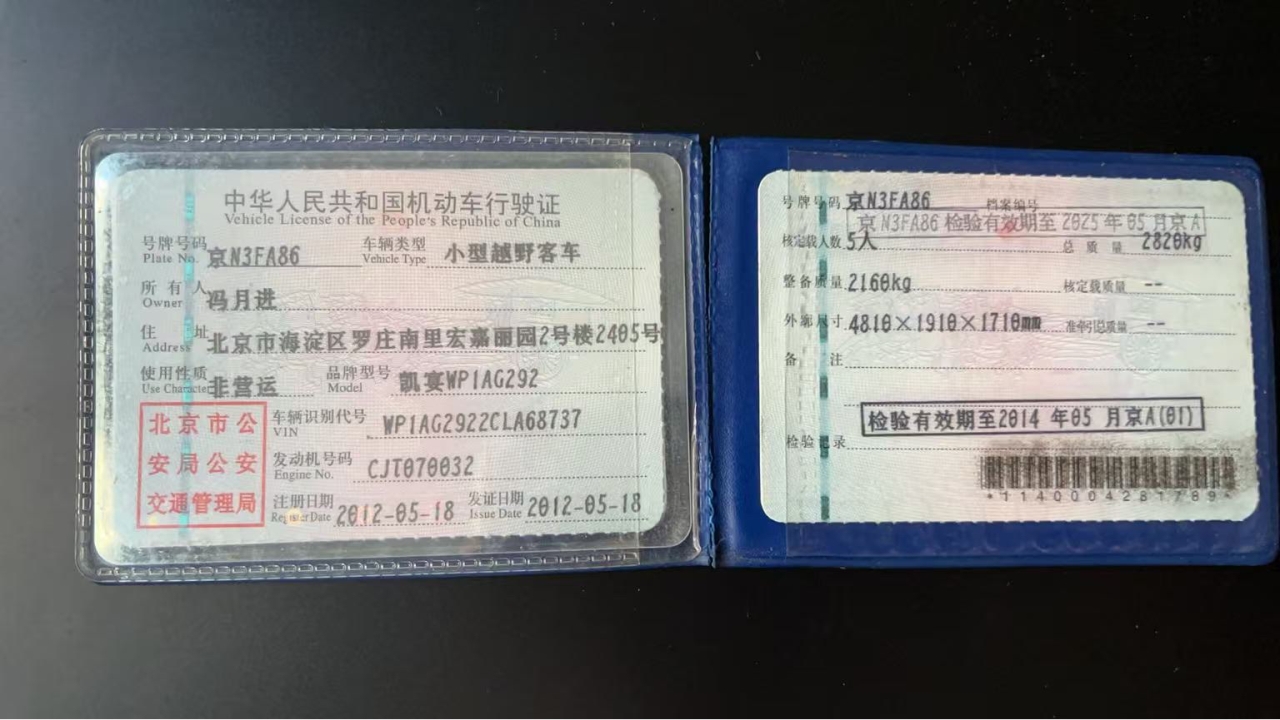 中华人民共和国机动车行驶证
Vehicle License of the People's Republic of China
号牌号码 京N3FA86 车辆类型 小型越野客车
Plate No. Vehicle Type
所有人 冯月进
Owner
住址 北京市海淀区罗庄南里宏嘉丽园2号楼2405号
Address
使用性质 非营运 品牌型号 凯宴WP1AG292
Use Character Model
北京市公
安局公安
交通管理局
车辆识别代号 WP1AG2922CLA68737
VIN
发动机号码 CJT070032
Engine No.
注册日期 2012-05-18 发证日期 2012-05-18
Register Date Issue Date
号牌号码 京N3FA86 档案编号
京N3FA86 检验有效期至 2025 年 05 月京A
核定载人数 5人 总质量 2820kg
整备质量 2160kg 核定载质量 --
外廓尺寸 4810×1910×1710mm 准牵引总质量 --
备注
检验有效期至2014 年05 月京A(01)
检验记录
*1140004281789*